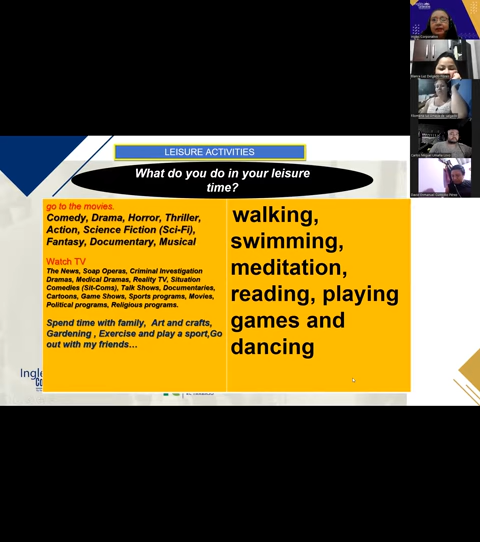 LEISURE ACTIVITIES
What do you do in your leisure
time?
go to the movies.
Comedy, Drama, Horror, Thriller,
Action, Science Fiction (Sci-Fi),
Fantasy, Documentary, Musical
Watch TV
The News, Soap Operas, Criminal Investigation
Dramas, Medical Dramas, Reality TV, Situation
Comedies (Sit-Coms), Talk Shows, Documentaries,
Cartoons, Game Shows, Sports programs, Movies,
Political programs, Religious programs.
Spend time with family, Art and crafts,
Gardening , Exercise and play a sport,Go
out with my friends…
walking,
swimming,
meditation,
reading, playing
games and
dancing